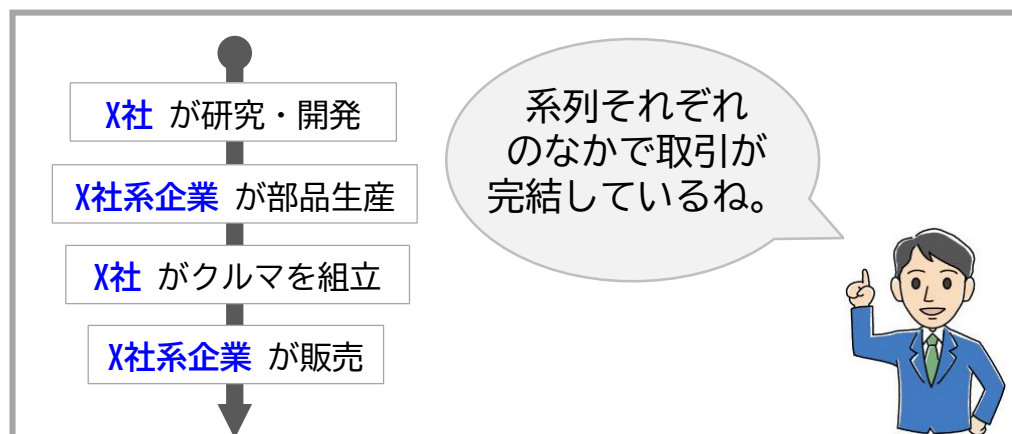 X社 が研究・開発
X社系企業 が部品生産
X社 がクルマを組立
X社系企業 が販売
系列それぞれ
のなかで取引が
完結しているね。